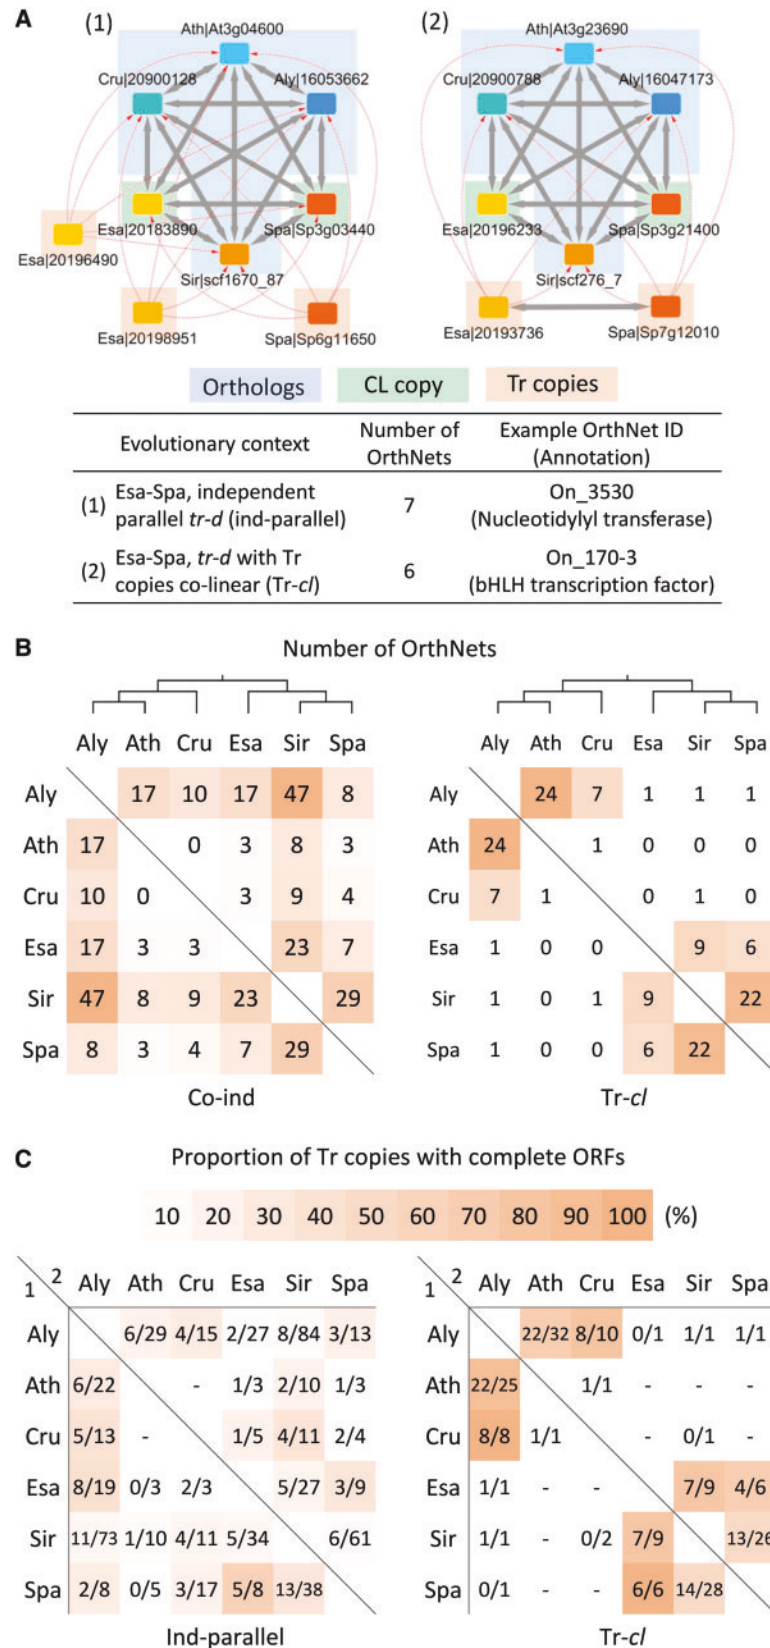 A
(1)
(2)
Ath|At3g04600
Ath|At3g23690
Cru|20900128
Aly|16053662
Cru|20900788
Aly|16047173
Esa|20183890
Spa|Sp3g03440
Esa|20196233
Spa|Sp3g21400
Esa|20196490
Sir|scf1670_87
Sir|scf276_7
Esa|20198951
Spa|Sp6g11650
Esa|20193736
Spa|Sp7g12010
Orthologs CL copy Tr copies
Evolutionary context
Number of OrthNets
Example OrthNet ID (Annotation)
(1) Esa-Spa, independent parallel tr-d (ind-parallel)
7
On_3530 (Nucleotidylyl transferase)
(2) Esa-Spa, tr-d with Tr copies co-linear (Tr-cl)
6
On_170-3 (bHLH transcription factor)
B
Number of OrthNets
Aly Ath Cru Esa Sir Spa
Aly 17 10 17 47 8
Ath 17 0 3 8 3
Cru 10 0 3 9 4
Esa 17 3 3 23 7
Sir 47 8 9 23 29
Spa 8 3 4 7 29
Co-ind
Aly Ath Cru Esa Sir Spa
Aly 24 7 1 1 1
Ath 24 1 0 0 0
Cru 7 1 0 1 0
Esa 1 0 0 9 6
Sir 1 0 1 9 22
Spa 1 0 0 6 22
Tr-cl
C
Proportion of Tr copies with complete ORFs
10 20 30 40 50 60 70 80 90 100 (%)
1 2 Aly Ath Cru Esa Sir Spa
Aly 6/29 4/15 2/27 8/84 3/13
Ath 6/22 - 1/3 2/10 1/3
Cru 5/13 - 1/5 4/11 2/4
Esa 8/19 0/3 2/3 5/27 3/9
Sir 11/73 1/10 4/11 5/34 6/61
Spa 2/8 0/5 3/17 5/8 13/38
Ind-parallel
1 2 Aly Ath Cru Esa Sir Spa
Aly 22/32 8/10 0/1 1/1 1/1
Ath 22/25 1/1 - - -
Cru 8/8 1/1 - 0/1 -
Esa 1/1 - - 7/9 4/6
Sir 1/1 - 0/2 7/9 13/26
Spa 0/1 - - 6/6 14/28
Tr-cl